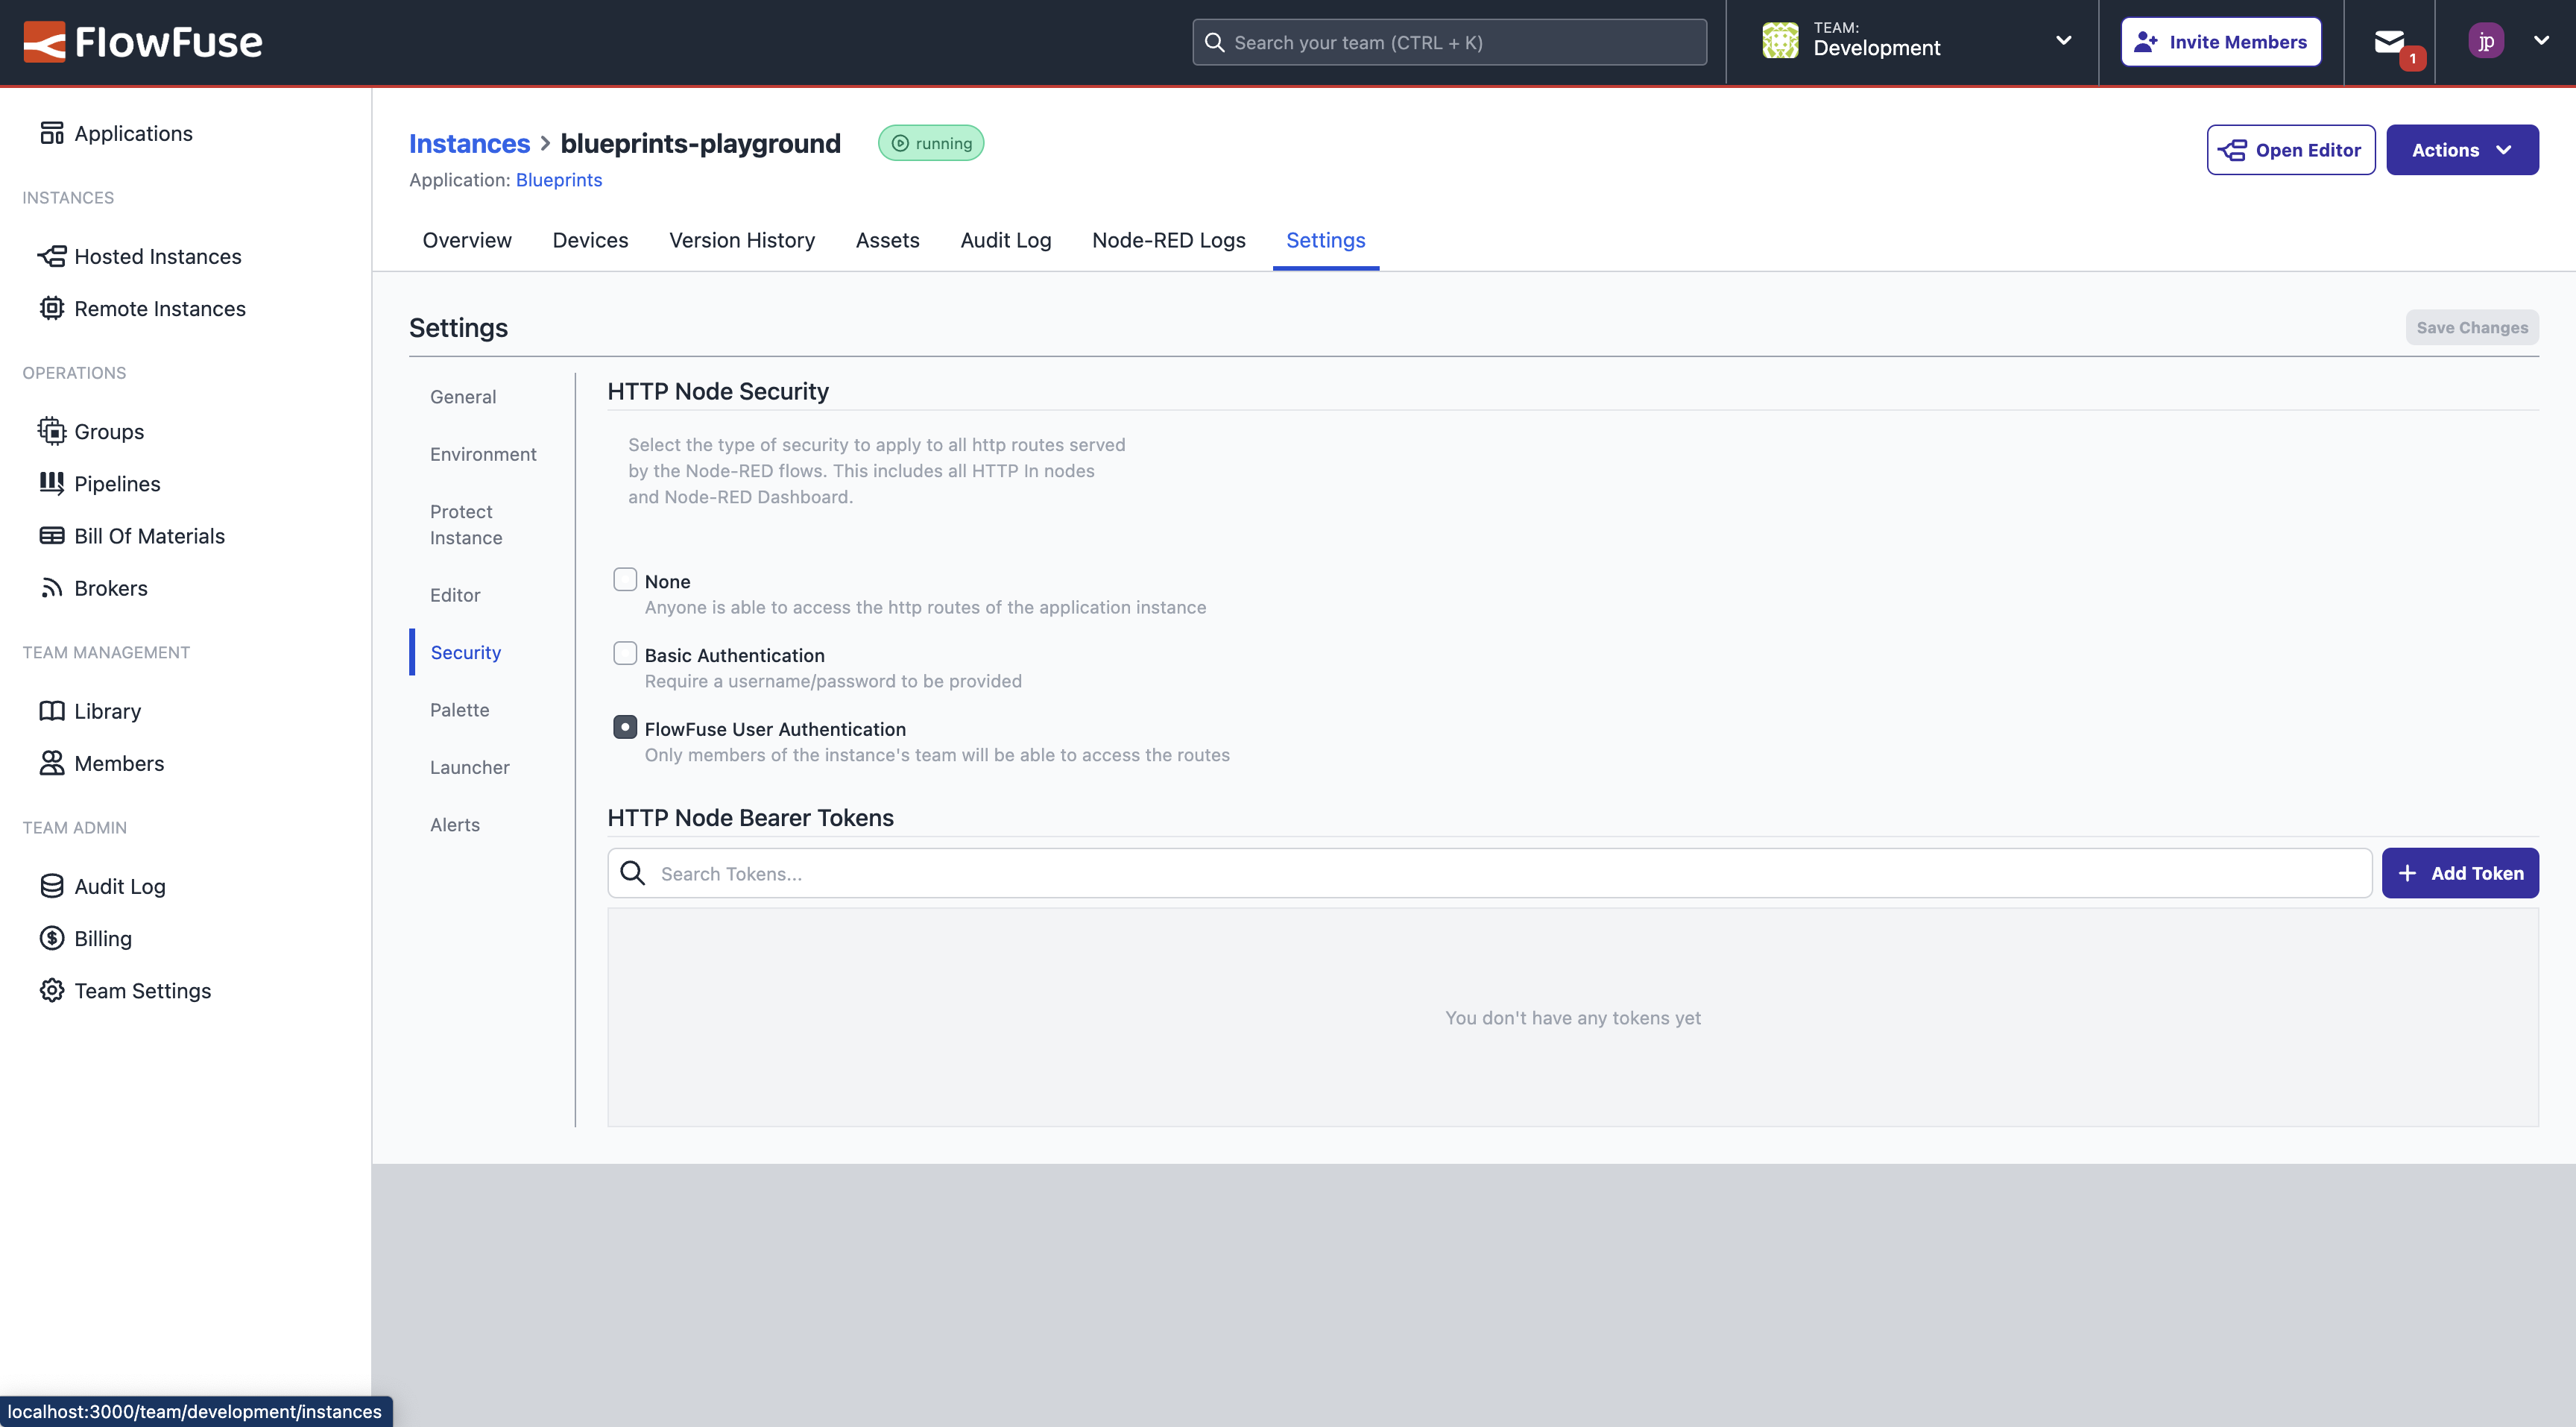 FlowFuse
Search your team (CTRL + K)
TEAM:
Development
Invite Members
1
jp
Applications
INSTANCES
Hosted Instances
Remote Instances
OPERATIONS
Groups
Pipelines
Bill Of Materials
Brokers
TEAM MANAGEMENT
Library
Members
TEAM ADMIN
Audit Log
Billing
Team Settings
Instances > blueprints-playground
running
Application: Blueprints
Open Editor
Actions
Overview
Devices
Version History
Assets
Audit Log
Node-RED Logs
Settings
Settings
Save Changes
General
Environment
Protect
Instance
Editor
Security
Palette
Launcher
Alerts
HTTP Node Security
Select the type of security to apply to all http routes served
by the Node-RED flows. This includes all HTTP In nodes
and Node-RED Dashboard.
None
Anyone is able to access the http routes of the application instance
Basic Authentication
Require a username/password to be provided
FlowFuse User Authentication
Only members of the instance's team will be able to access the routes
HTTP Node Bearer Tokens
Search Tokens...
+ Add Token
You don't have any tokens yet
localhost:3000/team/development/instances